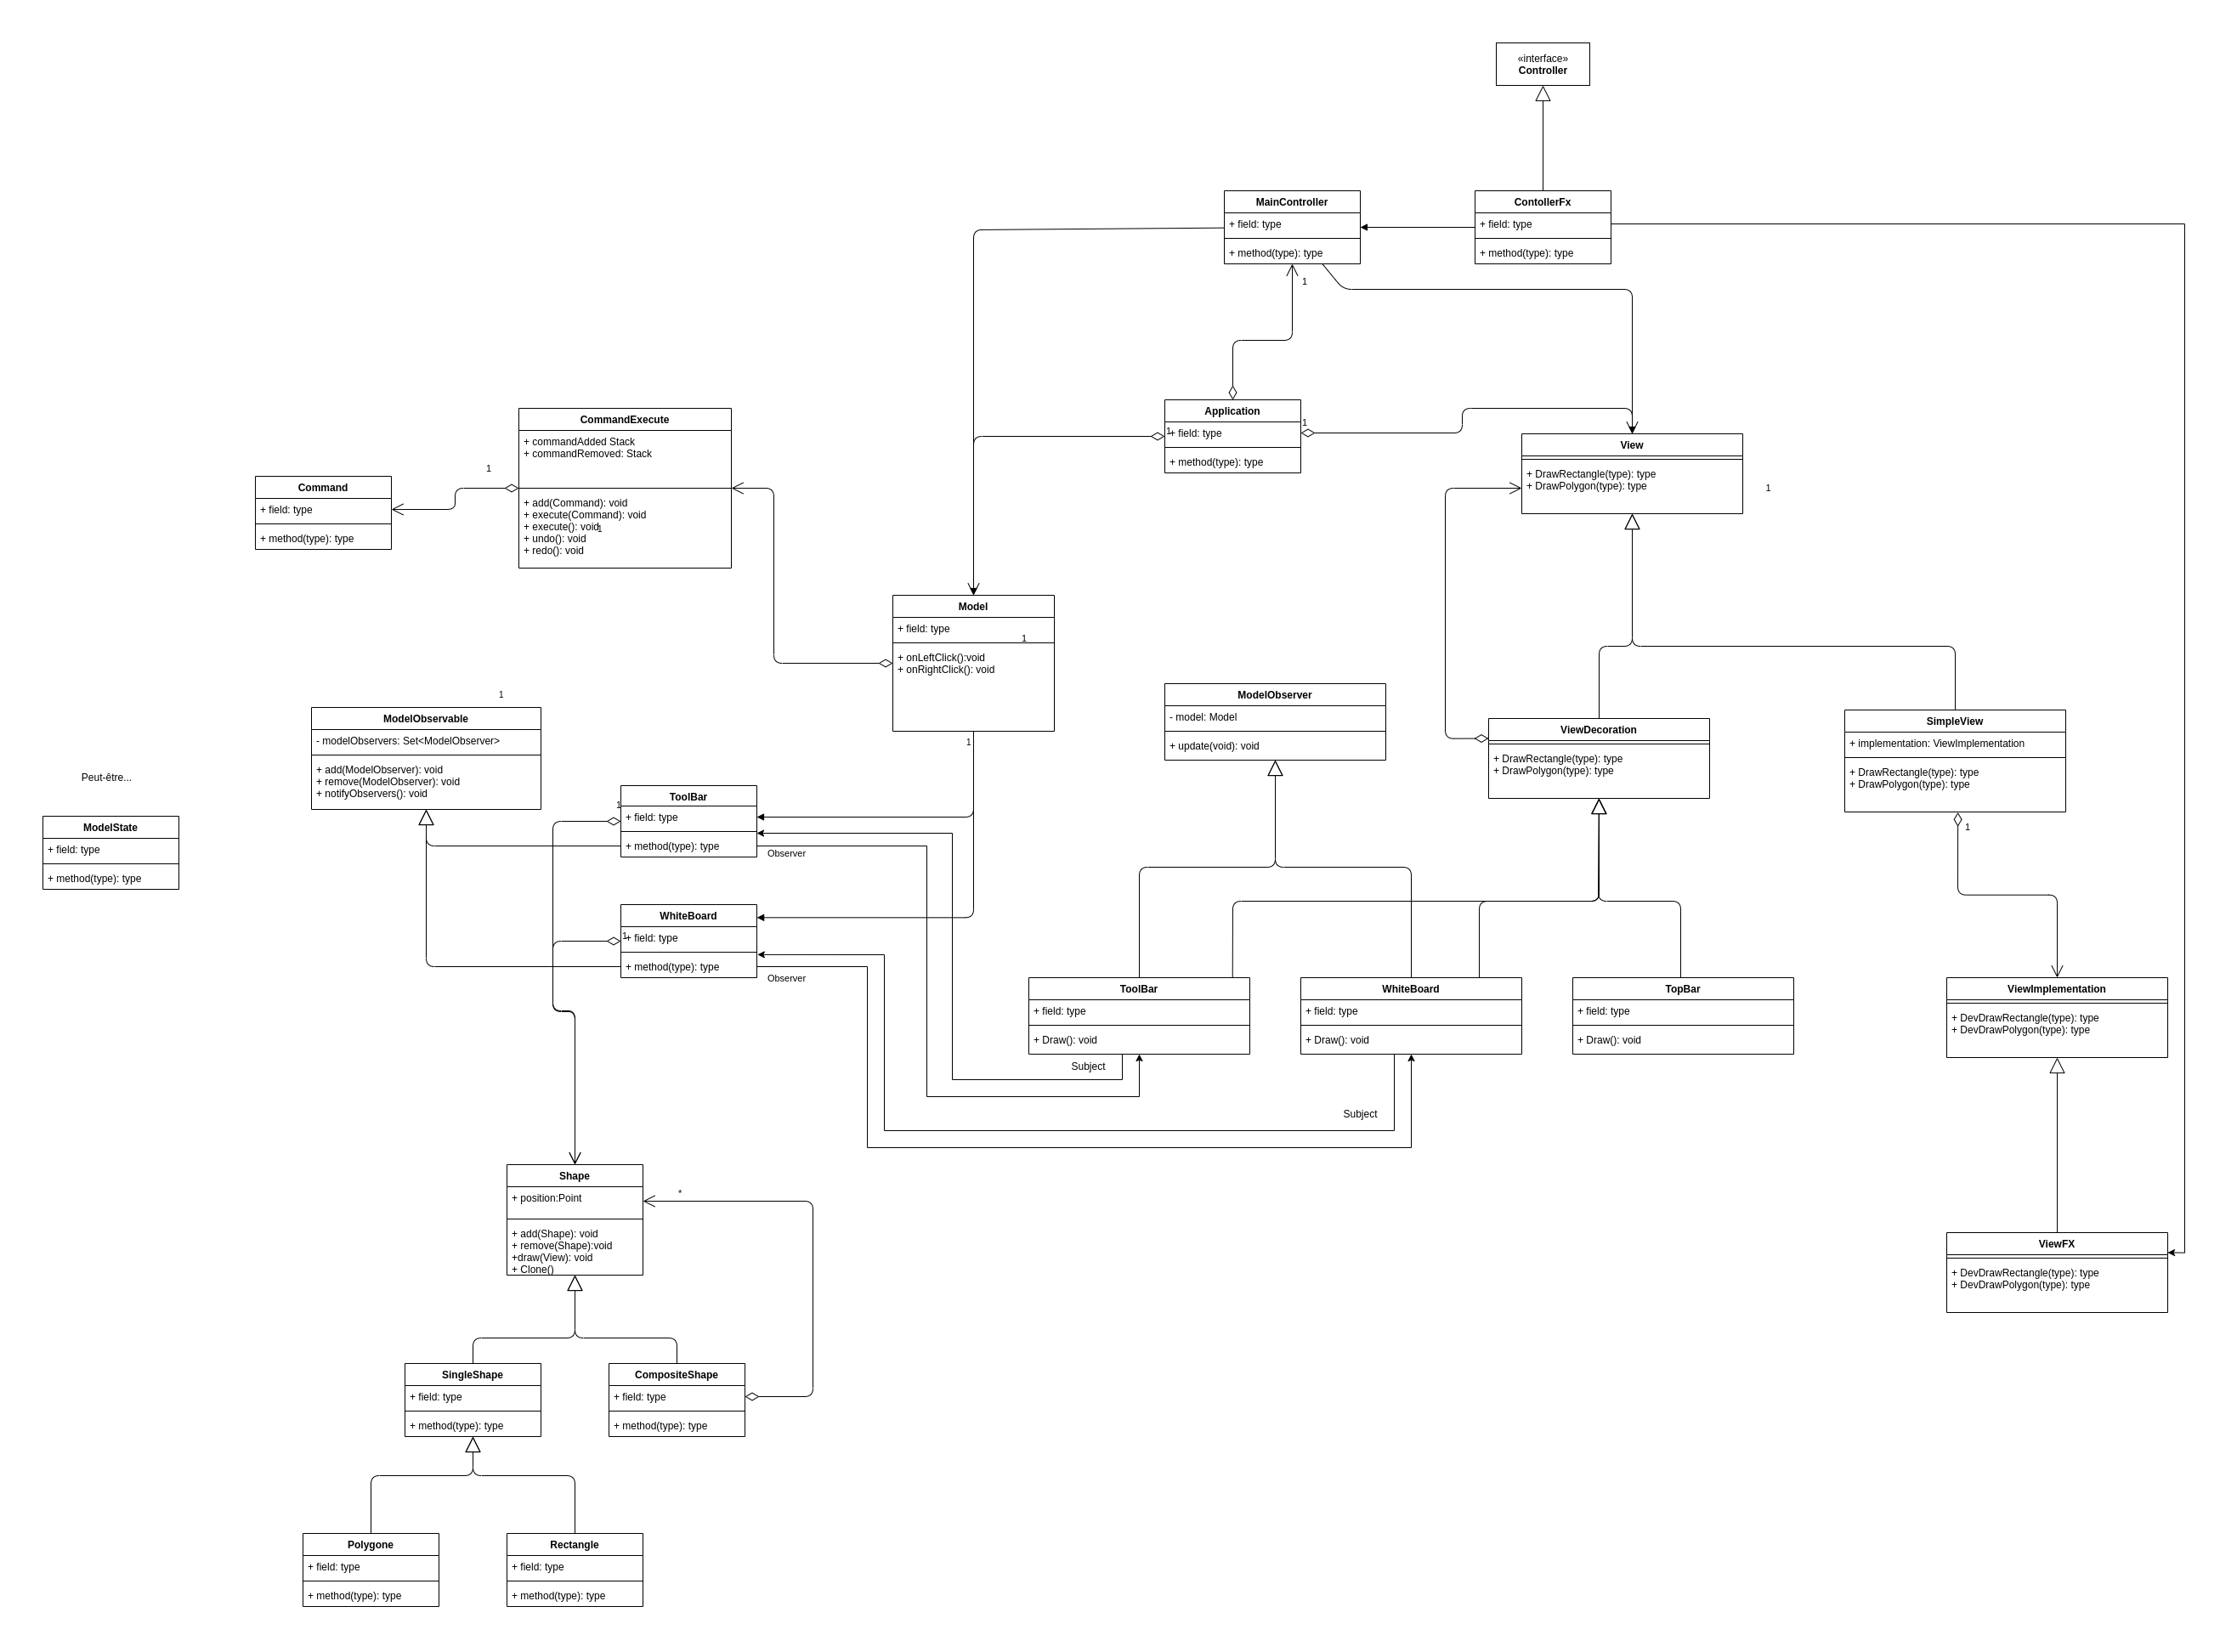 «interface»
Controller
MainController
+ field: type
+ method(type): type
ContollerFx
+ field: type
+ method(type): type
1
Application
+ field: type
+ method(type): type
1
1
CommandExecute
+ commandAdded Stack
+ commandRemoved: Stack
+ add(Command): void
+ execute(Command): void
+ execute(): void
+ undo(): void
+ redo(): void
1
1
Command
+ field: type
+ method(type): type
View
+ DrawRectangle(type): type
+ DrawPolygon(type): type
1
Model
+ field: type
1
+ onLeftClick():void
+ onRightClick(): void
1
1
ModelObservable
- modelObservers: Set<ModelObserver>
+ add(ModelObserver): void
+ remove(ModelObserver): void
+ notifyObservers(): void
ModelObserver
- model: Model
+ update(void): void
ViewDecoration
+ DrawRectangle(type): type
+ DrawPolygon(type): type
SimpleView
+ implementation: ViewImplementation
+ DrawRectangle(type): type
+ DrawPolygon(type): type
1
Peut-être...
ModelState
+ field: type
+ method(type): type
ToolBar
1
+ field: type
+ method(type): type
Observer
WhiteBoard
1
+ field: type
+ method(type): type
Observer
ToolBar
+ field: type
+ Draw(): void
Subject
WhiteBoard
+ field: type
+ Draw(): void
Subject
TopBar
+ field: type
+ Draw(): void
ViewImplementation
+ DevDrawRectangle(type): type
+ DevDrawPolygon(type): type
Shape
+ position:Point
+ add(Shape): void
+ remove(Shape):void
+draw(View): void
+ Clone()
*
ViewFX
+ DevDrawRectangle(type): type
+ DevDrawPolygon(type): type
SingleShape
+ field: type
+ method(type): type
CompositeShape
+ field: type
+ method(type): type
Polygone
+ field: type
+ method(type): type
Rectangle
+ field: type
+ method(type): type